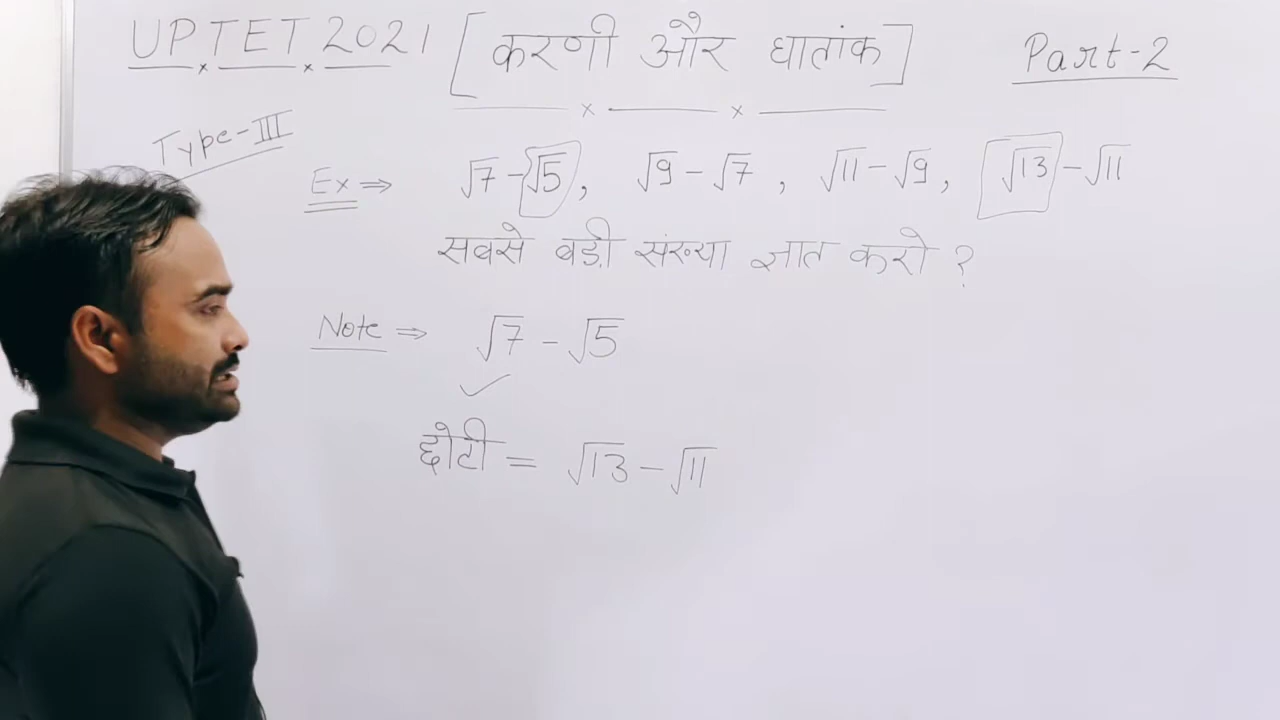 UPTET 2021 [करणी और घातांक] Part-2
Type-III
Ex ⇒ √7 - √5, √9 - √7, √11 - √9, √13 - √11
सबसे बड़ी संख्या ज्ञात करो ?
Note ⇒ √7 - √5
छोटी = √13 - √11